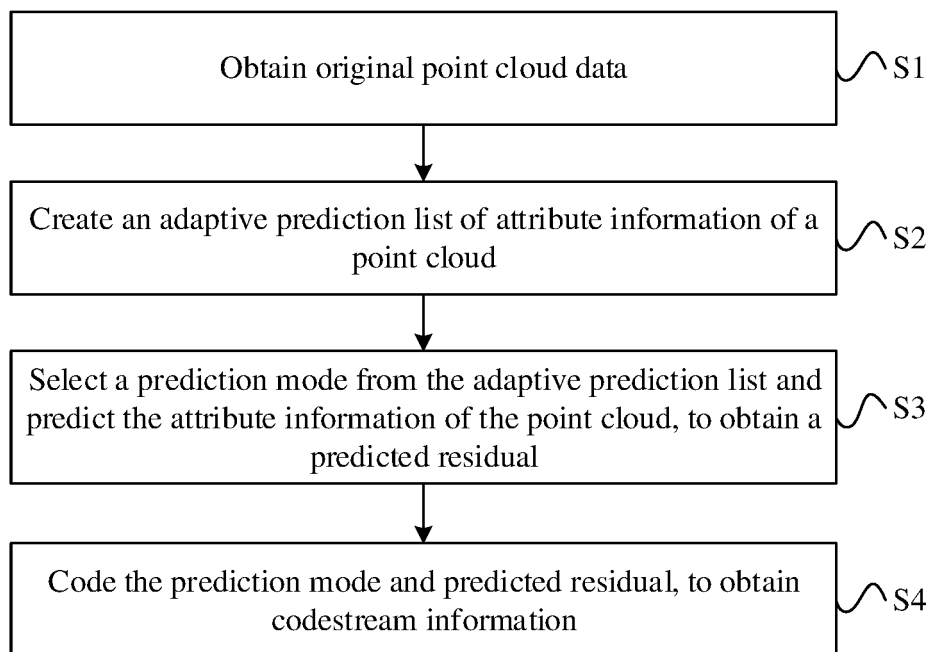 Obtain original point cloud data
S1
Create an adaptive prediction list of attribute information of a
point cloud
S2
Select a prediction mode from the adaptive prediction list and
predict the attribute information of the point cloud, to obtain a
predicted residual
S3
Code the prediction mode and predicted residual, to obtain
codestream information
S4